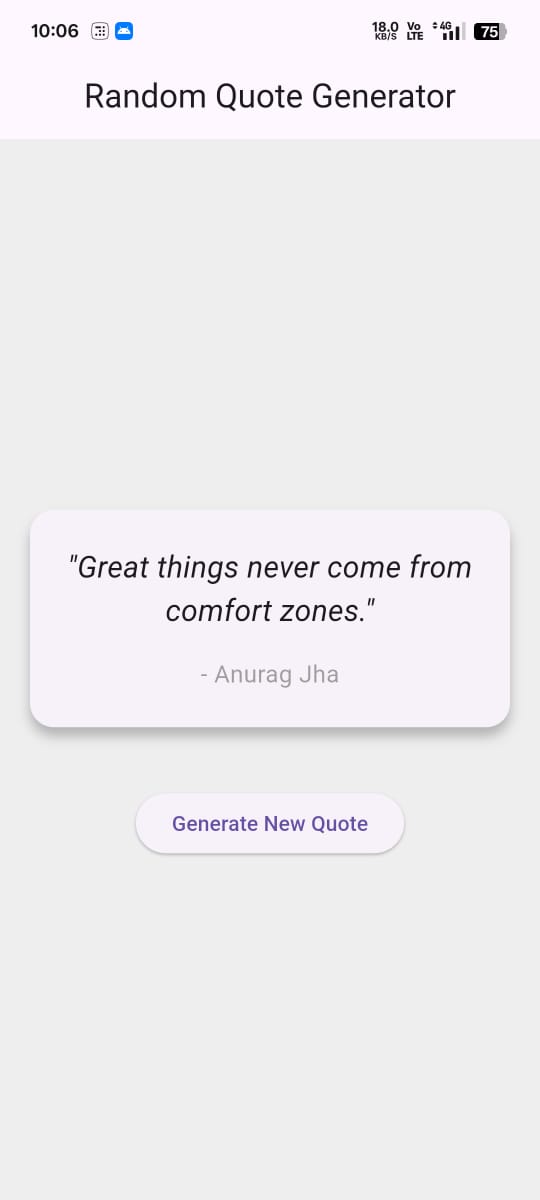 10:06 18.0 KB/S Vo LTE 4G 75
Random Quote Generator
"Great things never come from
comfort zones."
- Anurag Jha
Generate New Quote